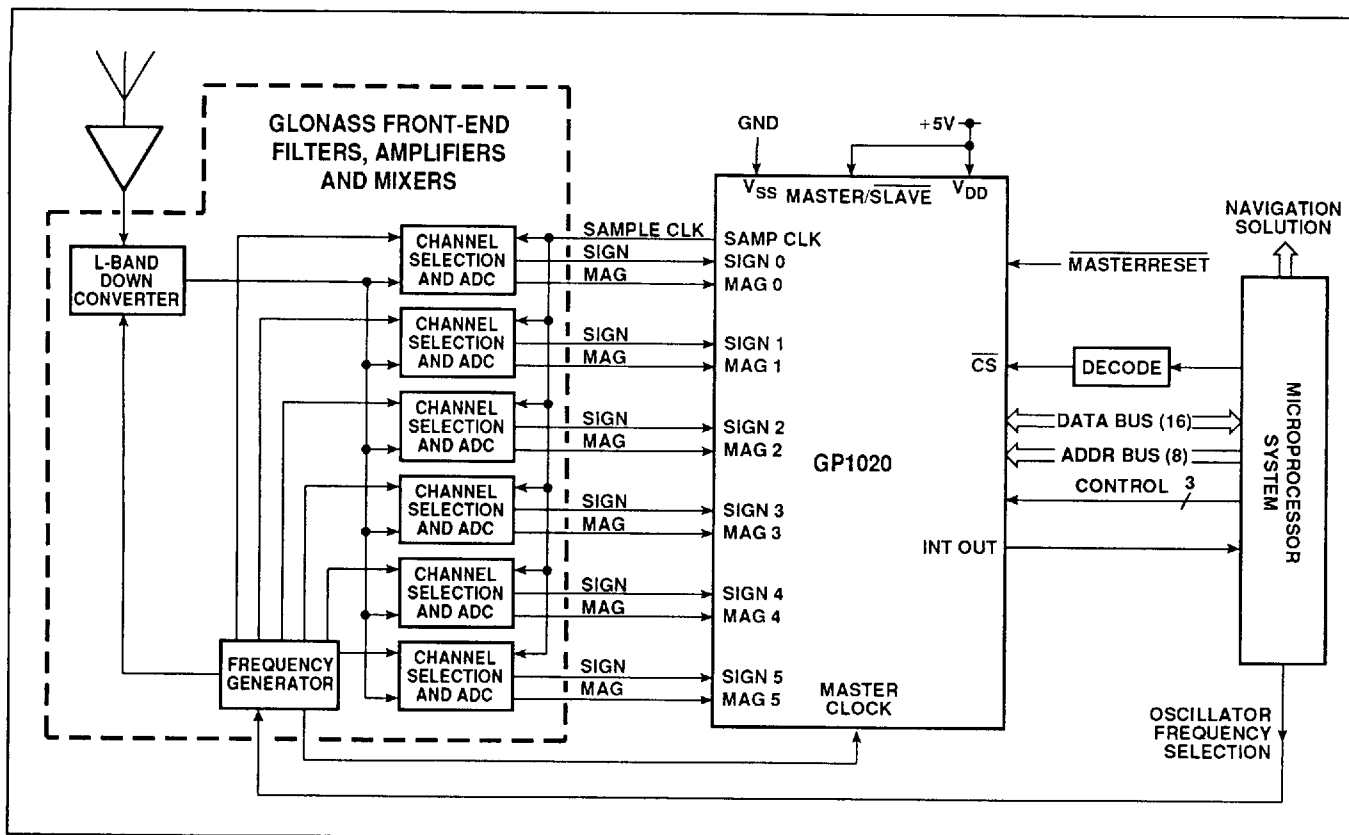 GLONASS FRONT-END
FILTERS, AMPLIFIERS
AND MIXERS
L-BAND
DOWN
CONVERTER
FREQUENCY
GENERATOR
CHANNEL
SELECTION
AND ADC
CHANNEL
SELECTION
AND ADC
CHANNEL
SELECTION
AND ADC
CHANNEL
SELECTION
AND ADC
CHANNEL
SELECTION
AND ADC
CHANNEL
SELECTION
AND ADC
SAMPLE CLK
SIGN
MAG
SIGN
MAG
SIGN
MAG
SIGN
MAG
SIGN
MAG
SIGN
MAG
GND
+5V
VSS
MASTER/SLAVE
VDD
SAMP CLK
SIGN 0
MAG 0
SIGN 1
MAG 1
SIGN 2
MAG 2
SIGN 3
MAG 3
SIGN 4
MAG 4
SIGN 5
MAG 5
GP1020
MASTER
CLOCK
CS
INT OUT
MASTERRESET
DECODE
DATA BUS (16)
ADDR BUS (8)
CONTROL 3
NAVIGATION
SOLUTION
MICROPROCESSOR
SYSTEM
OSCILLATOR
FREQUENCY
SELECTION